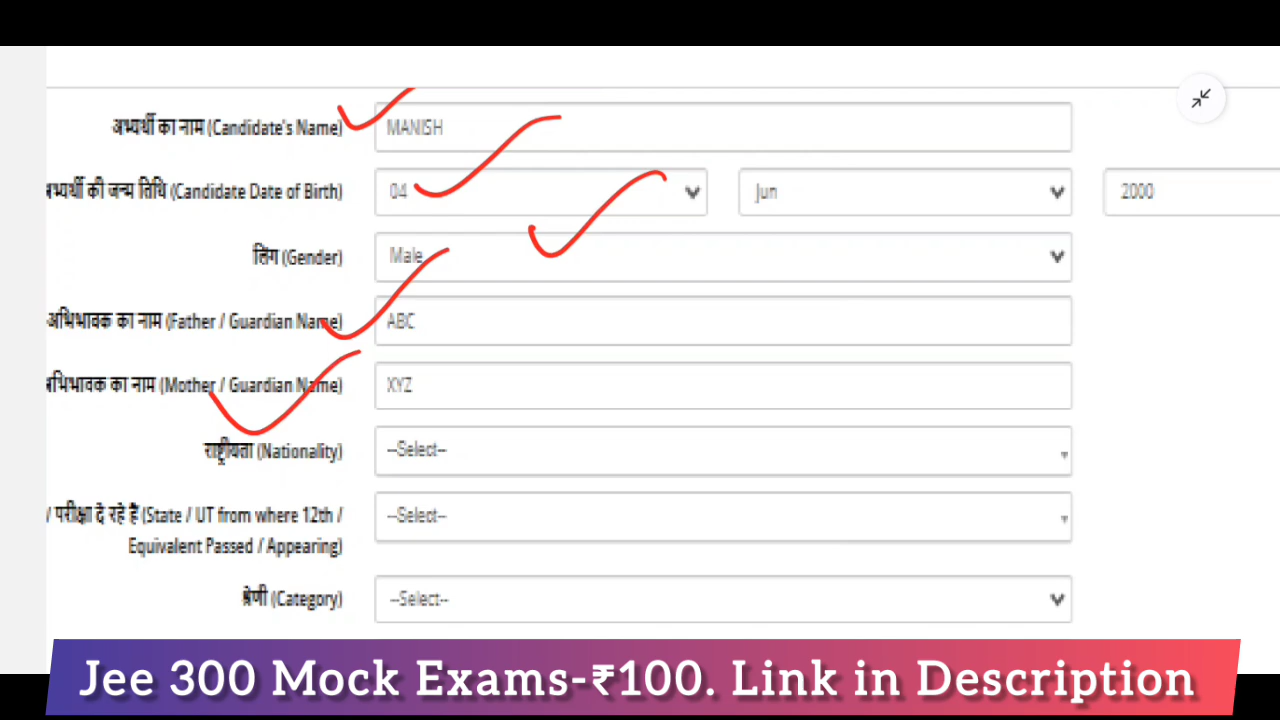 अभ्यर्थी का नाम (Candidate's Name) MANISH
अभ्यर्थी की जन्म तिथि (Candidate Date of Birth) 04 Jun 2000
लिंग (Gender) Male
अभिभावक का नाम (Father / Guardian Name) ABC
अभिभावक का नाम (Mother / Guardian Name) XYZ
राष्ट्रीयता (Nationality) --Select--
/ परीक्षा दे रहे हैं (State / UT from where 12th / --Select--
Equivalent Passed / Appearing)
श्रेणी (Category) --Select--
Jee 300 Mock Exams-₹100. Link in Description